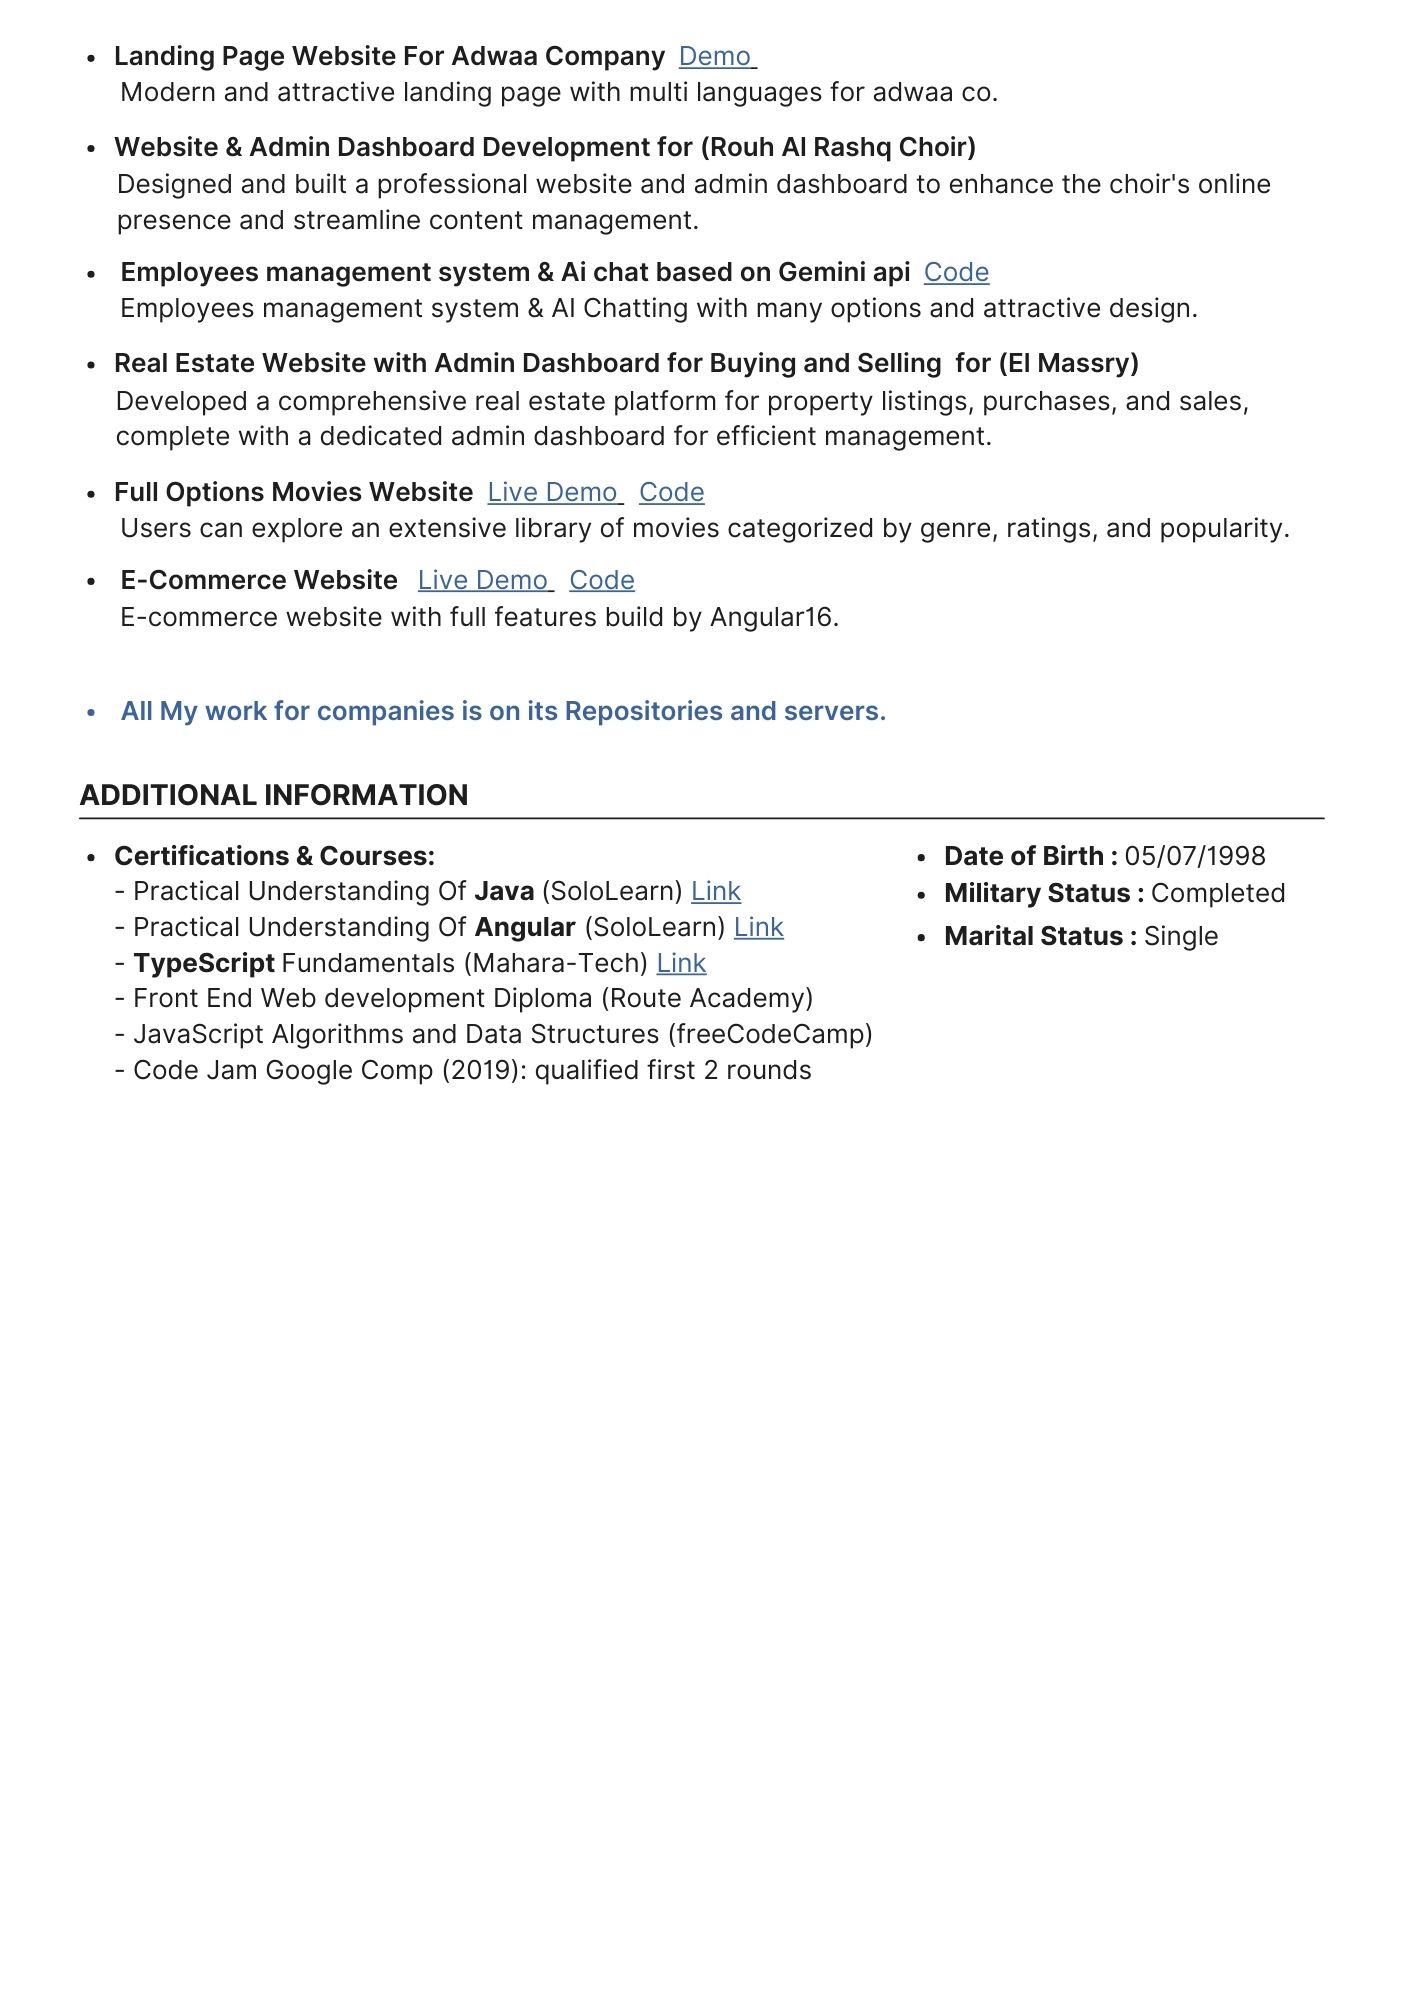 • Landing Page Website For Adwaa Company Demo
Modern and attractive landing page with multi languages for adwaa co.
• Website & Admin Dashboard Development for (Rouh Al Rashq Choir)
Designed and built a professional website and admin dashboard to enhance the choir's online
presence and streamline content management.
• Employees management system & Ai chat based on Gemini api Code
Employees management system & AI Chatting with many options and attractive design.
• Real Estate Website with Admin Dashboard for Buying and Selling for (El Massry)
Developed a comprehensive real estate platform for property listings, purchases, and sales,
complete with a dedicated admin dashboard for efficient management.
• Full Options Movies Website Live Demo Code
Users can explore an extensive library of movies categorized by genre, ratings, and popularity.
• E-Commerce Website Live Demo Code
E-commerce website with full features build by Angular16.
• All My work for companies is on its Repositories and servers.
ADDITIONAL INFORMATION
• Certifications & Courses:
- Practical Understanding Of Java (SoloLearn) Link
- Practical Understanding Of Angular (SoloLearn) Link
- TypeScript Fundamentals (Mahara-Tech) Link
- Front End Web development Diploma (Route Academy)
- JavaScript Algorithms and Data Structures (freeCodeCamp)
- Code Jam Google Comp (2019): qualified first 2 rounds
• Date of Birth : 05/07/1998
• Military Status : Completed
• Marital Status : Single